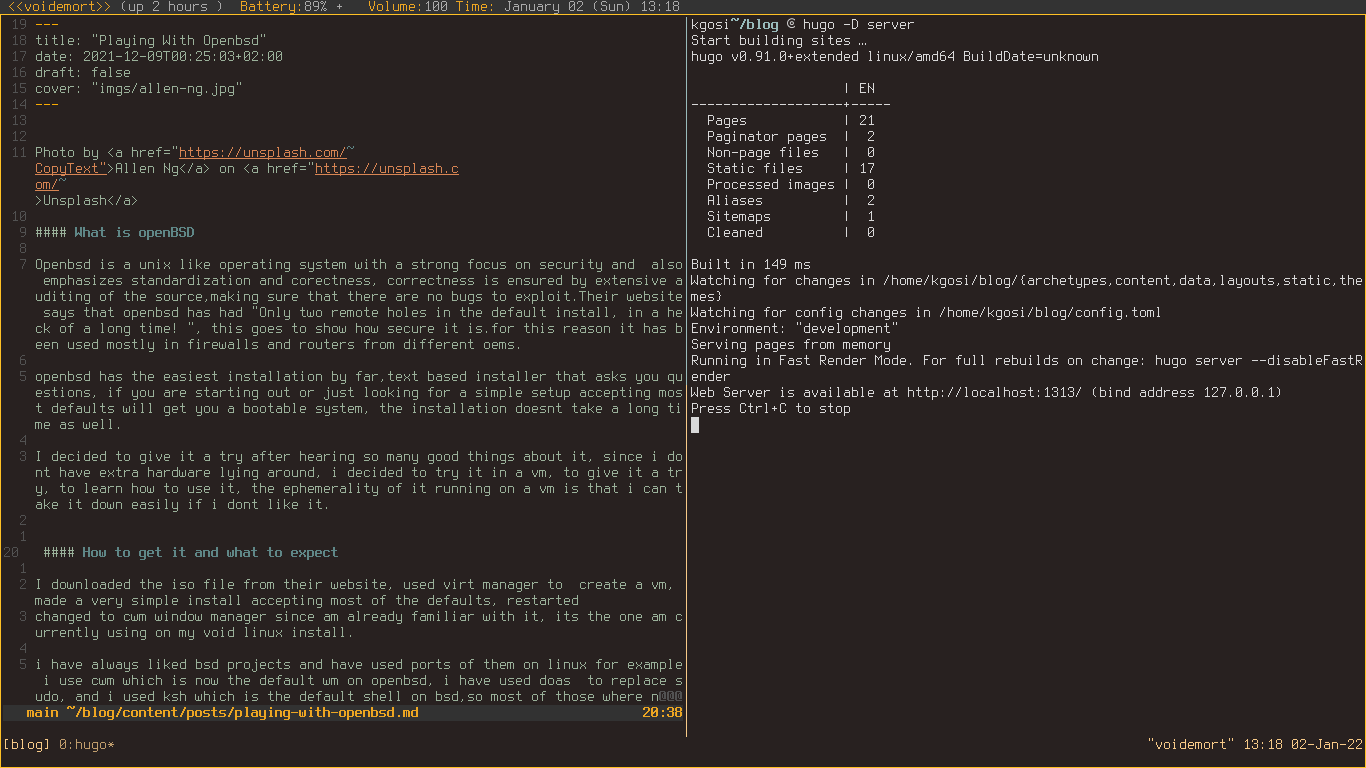 <<voidemort>> (up 2 hours ) Battery:89% + Volume:100 Time: January 02 (Sun) 13:18
19 ---
18 title: "Playing With Openbsd"
17 date: 2021-12-09T00:25:03+02:00
16 draft: false
15 cover: "imgs/allen-ng.jpg"
14 ---
13
12
11 Photo by <a href="https://unsplash.com/~
CopyText">Allen Ng</a> on <a href="https://unsplash.c
om/~
>Unsplash</a>
10
9 #### What is openBSD
8
7 Openbsd is a unix like operating system with a strong focus on security and  also
emphasizes standardization and corectness, correctness is ensured by extensive a
uditing of the source,making sure that there are no bugs to exploit.Their website
says that openbsd has had "Only two remote holes in the default install, in a he
ck of a long time! ", this goes to show how secure it is.for this reason it has b
een used mostly in firewalls and routers from different oems.
6
5 openbsd has the easiest installation by far,text based installer that asks you qu
estions, if you are starting out or just looking for a simple setup accepting mos
t defaults will get you a bootable system, the installation doesnt take a long ti
me as well.
4
3 I decided to give it a try after hearing so many good things about it, since i do
nt have extra hardware lying around, i decided to try it in a vm, to give it a tr
y, to learn how to use it, the ephemerality of it running on a vm is that i can t
ake it down easily if i dont like it.
2
1
20 #### How to get it and what to expect
1
2 I downloaded the iso file from their website, used virt manager to  create a vm,
made a very simple install accepting most of the defaults, restarted
3 changed to cwm window manager since am already familiar with it, its the one am c
urrently using on my void linux install.
4
5 i have always liked bsd projects and have used ports of them on linux for example
i use cwm which is now the default wm on openbsd, i have used doas  to replace s
udo, and i used ksh which is the default shell on bsd,so most of those where n@@@
main ~/blog/content/posts/playing-with-openbsd.md 20:38
kgosi~/blog @ hugo -D server
Start building sites …
hugo v0.91.0+extended linux/amd64 BuildDate=unknown
| EN
-------------------+-----
Pages | 21
Paginator pages | 2
Non-page files | 0
Static files | 17
Processed images | 0
Aliases | 2
Sitemaps | 1
Cleaned | 0
Built in 149 ms
Watching for changes in /home/kgosi/blog/{archetypes,content,data,layouts,static,the
mes}
Watching for config changes in /home/kgosi/blog/config.toml
Environment: "development"
Serving pages from memory
Running in Fast Render Mode. For full rebuilds on change: hugo server --disableFastR
ender
Web Server is available at http://localhost:1313/ (bind address 127.0.0.1)
Press Ctrl+C to stop
[blog] 0:hugo* "voidemort" 13:18 02-Jan-22